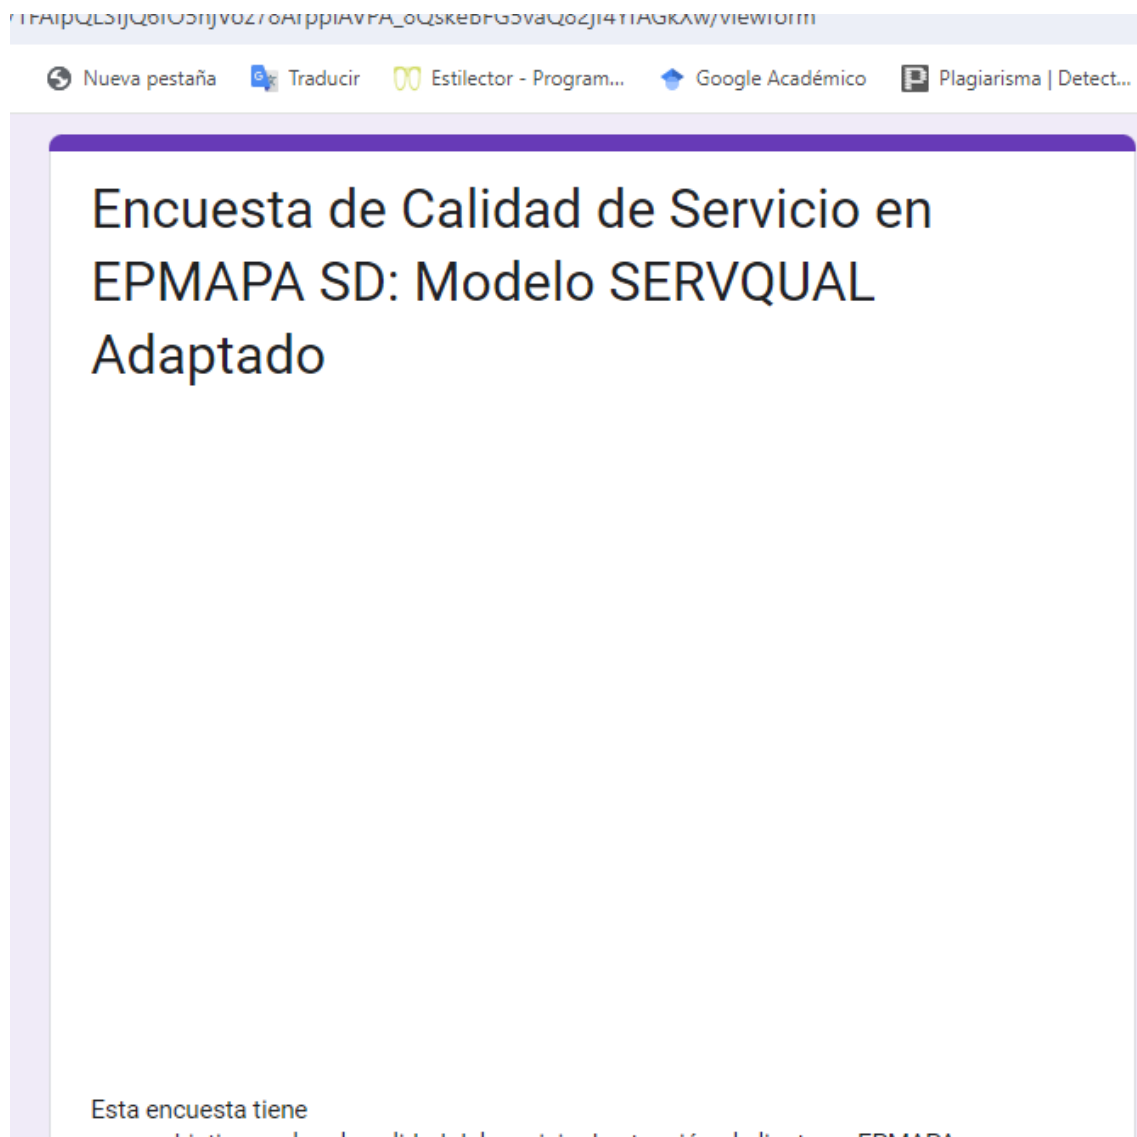 Nueva pestaña Traducir Estilector - Program... Google Académico Plagiarisma | Detect...
Encuesta de Calidad de Servicio en
EPMAPA SD: Modelo SERVQUAL
Adaptado
Esta encuesta tiene